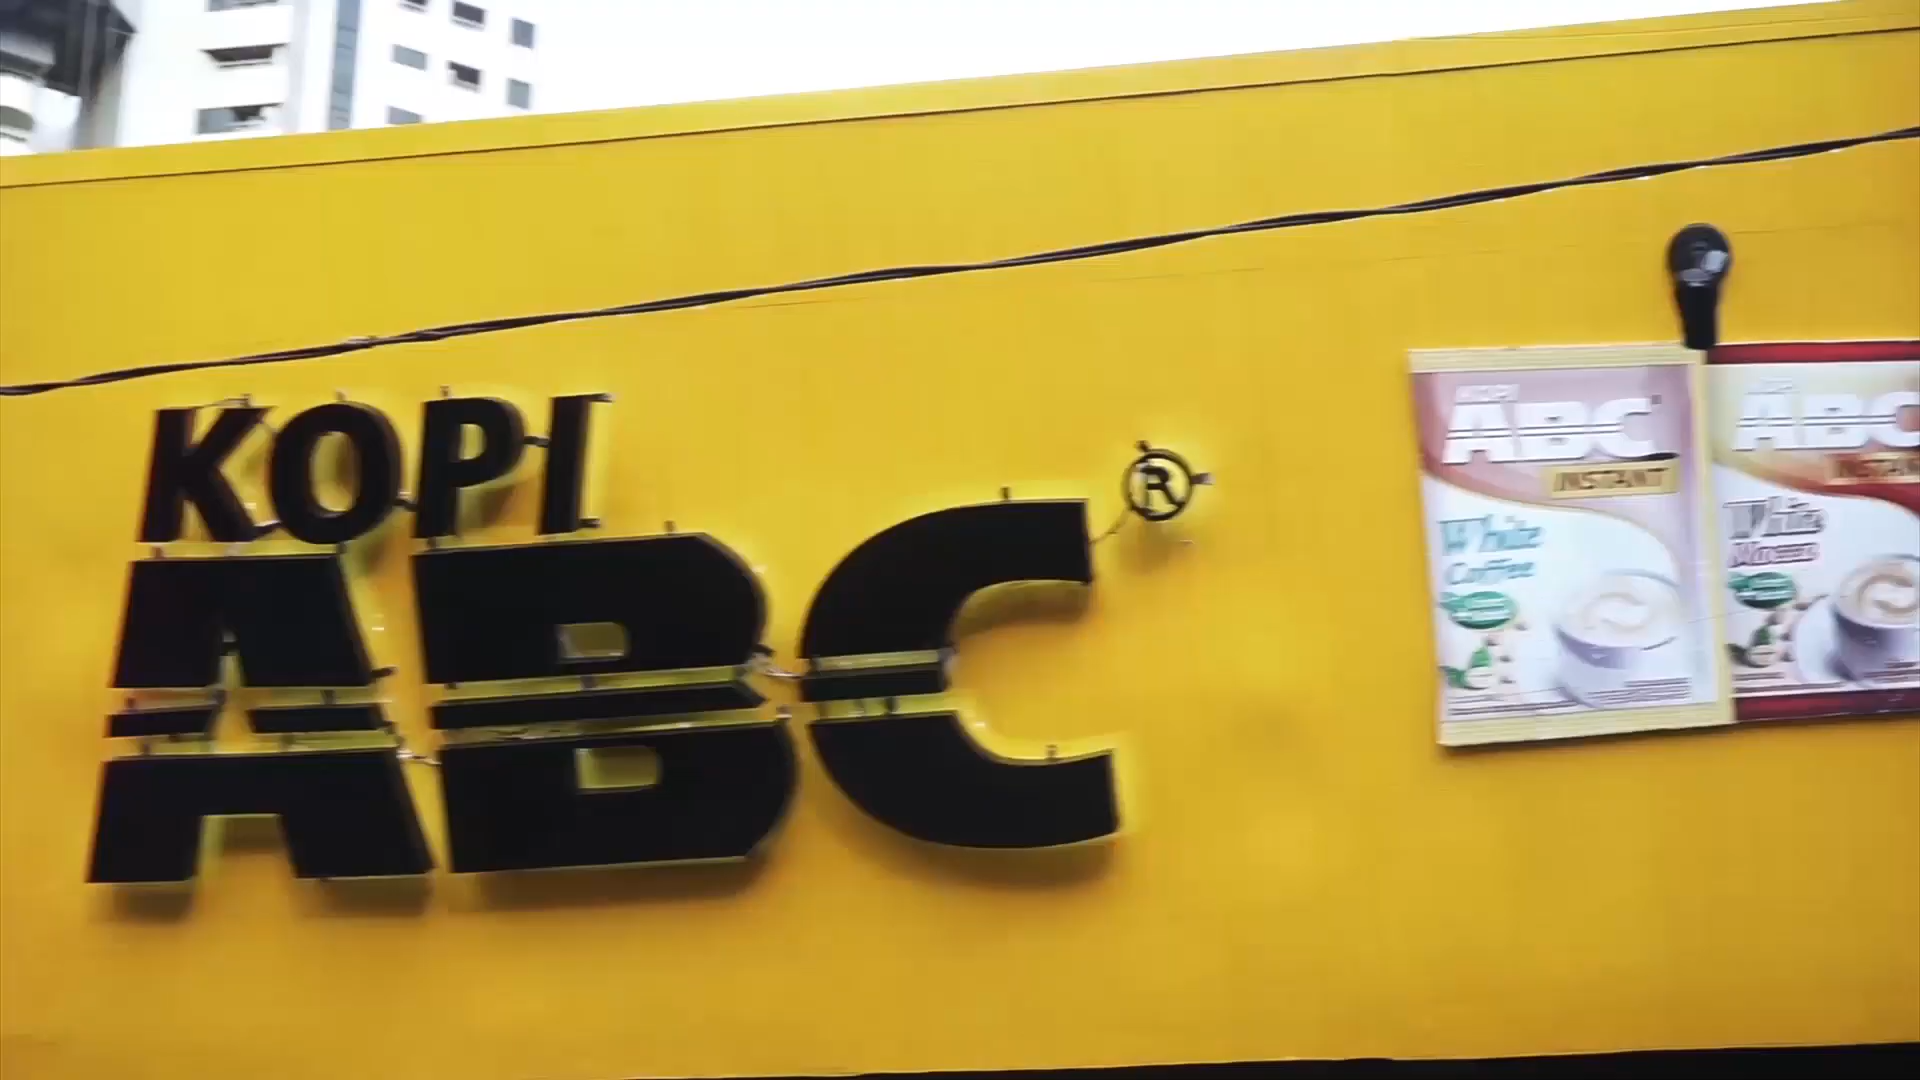 KOPI
ABC®
ABC
INSTANT
White
Coffee
ABC
White